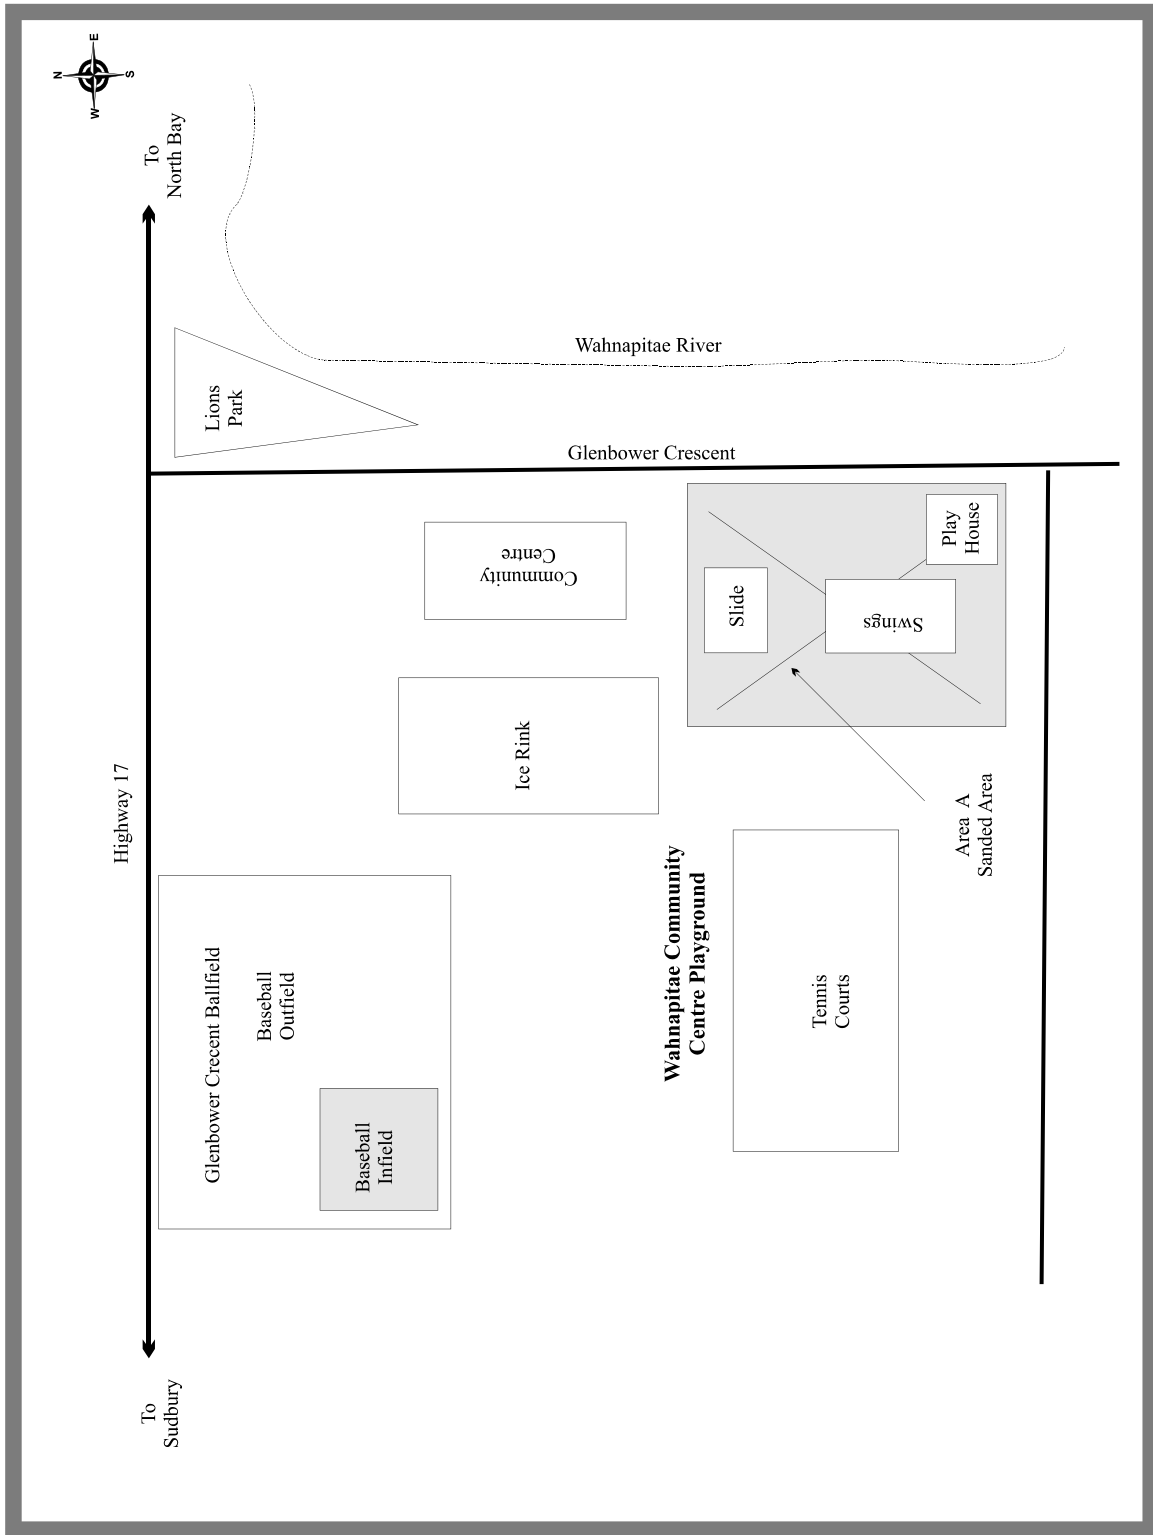 E
N
S
W
To
North Bay
Wahnapitae River
Lions
Park
Glenbower Crescent
Community
Centre
Slide
Swings
Play
House
Ice Rink
Highway 17
Area A
Sanded Area
Wahnapitae Community
Centre Playground
Glenbower Crecent Ballfield
Baseball
Outfield
Baseball
Infield
Tennis
Courts
To
Sudbury